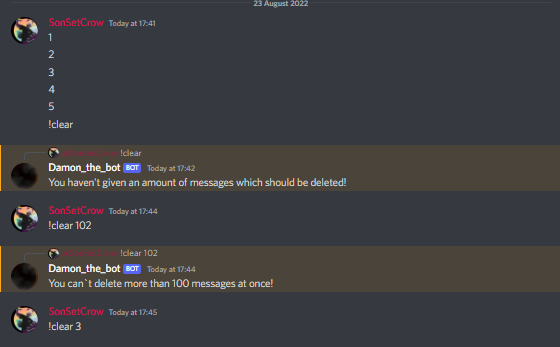 23 August 2022
SonSetCrow Today at 17:41
1
2
3
4
5
!clear
!clear
Damon_the_bot BOT Today at 17:42
You haven't given an amount of messages which should be deleted!
SonSetCrow Today at 17:44
!clear 102
!clear 102
Damon_the_bot BOT Today at 17:44
You can`t delete more than 100 messages at once!
SonSetCrow Today at 17:45
!clear 3